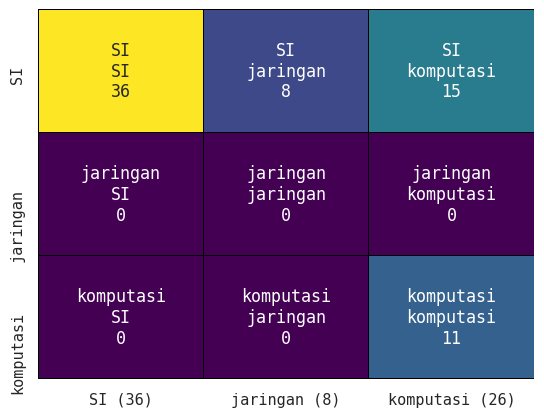 SI
SI
SI
36
SI
jaringan
8
SI
komputasi
15
jaringan
jaringan
SI
0
jaringan
jaringan
0
jaringan
komputasi
0
komputasi
komputasi
SI
0
komputasi
jaringan
0
komputasi
komputasi
11
SI (36)
jaringan (8)
komputasi (26)